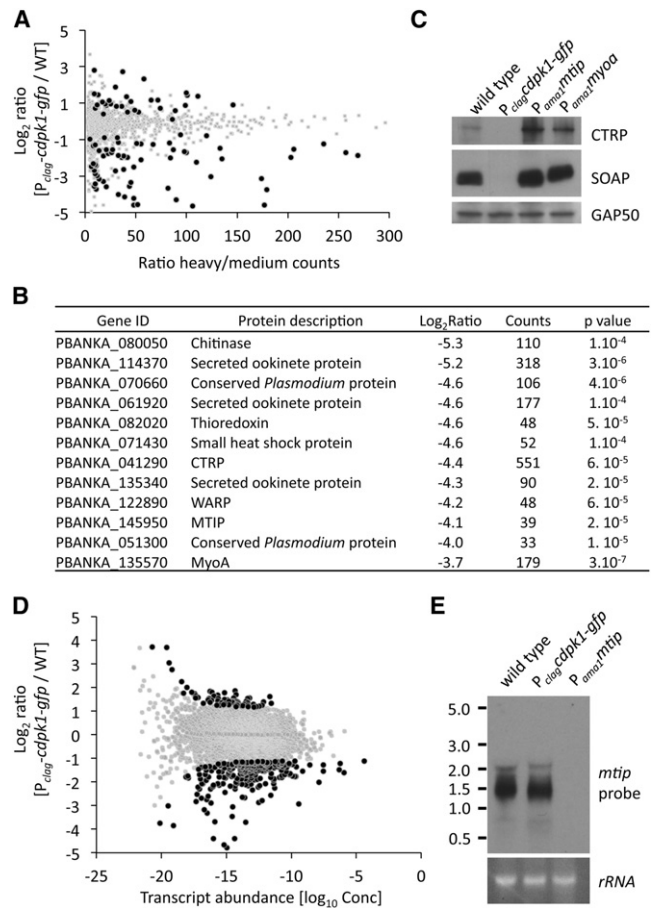 A
Log2 ratio
[Pclag-cdpk1-gfp / WT]
5
3
1
-1
-3
-5
0 50 100 150 200 250 300
Ratio heavy/medium counts
C
wild type
Pclagcdpk1-gfp
Pama1mtip
Pama1myoa
CTRP
SOAP
GAP50
B
Gene ID Protein description Log2Ratio Counts p value
PBANKA_080050 Chitinase -5.3 110 1.10-4
PBANKA_114370 Secreted ookinete protein -5.2 318 3.10-6
PBANKA_070660 Conserved Plasmodium protein -4.6 106 4.10-6
PBANKA_061920 Secreted ookinete protein -4.6 177 1.10-4
PBANKA_082020 Thioredoxin -4.6 48 5. 10-5
PBANKA_071430 Small heat shock protein -4.6 52 1.10-4
PBANKA_041290 CTRP -4.4 551 6. 10-5
PBANKA_135340 Secreted ookinete protein -4.3 90 2. 10-5
PBANKA_122890 WARP -4.2 48 6. 10-5
PBANKA_145950 MTIP -4.1 39 2. 10-5
PBANKA_051300 Conserved Plasmodium protein -4.0 33 1. 10-5
PBANKA_135570 MyoA -3.7 179 3.10-7
D
Log2 ratio
[Pclag-cdpk1-gfp / WT]
5
4
3
2
1
0
-1
-2
-3
-4
-5
-25 -20 -15 -10 -5 0
Transcript abundance [log10 Conc]
E
wild type
Pclagcdpk1-gfp
Pama1mtip
5.0
3.0
2.0
1.5
1.0
0.5
mtip
probe
rRNA